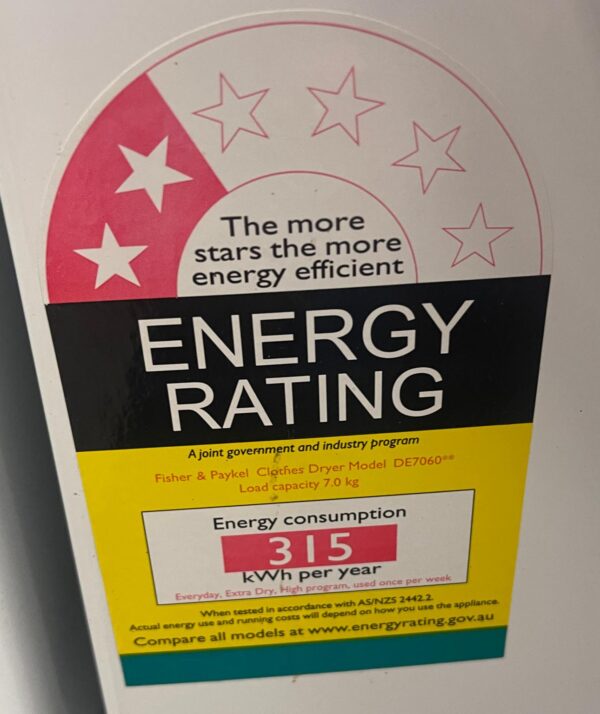 The more
stars the more
energy efficient
ENERGY
RATING
A joint government and industry program
Fisher & Paykel Clothes Dryer Model DE7060**
Load capacity 7.0 kg
Energy consumption
315
kWh per year
Everyday, Extra Dry, High program, used once per week
When tested in accordance with AS/NZS 2442.2.
Actual energy use and running costs will depend on how you use the appliance.
Compare all models at www.energyrating.gov.au